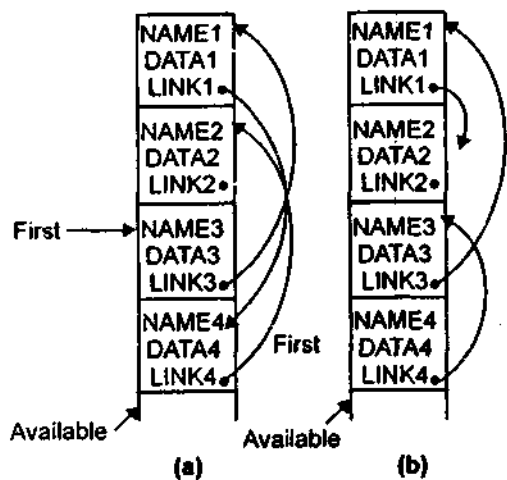 NAME1
DATA1
LINK1
NAME2
DATA2
LINK2
First
NAME3
DATA3
LINK3
NAME4
DATA4
LINK4
Available
(a)
NAME1
DATA1
LINK1
NAME2
DATA2
LINK2
NAME3
DATA3
LINK3
First
NAME4
DATA4
LINK4
Available
(b)